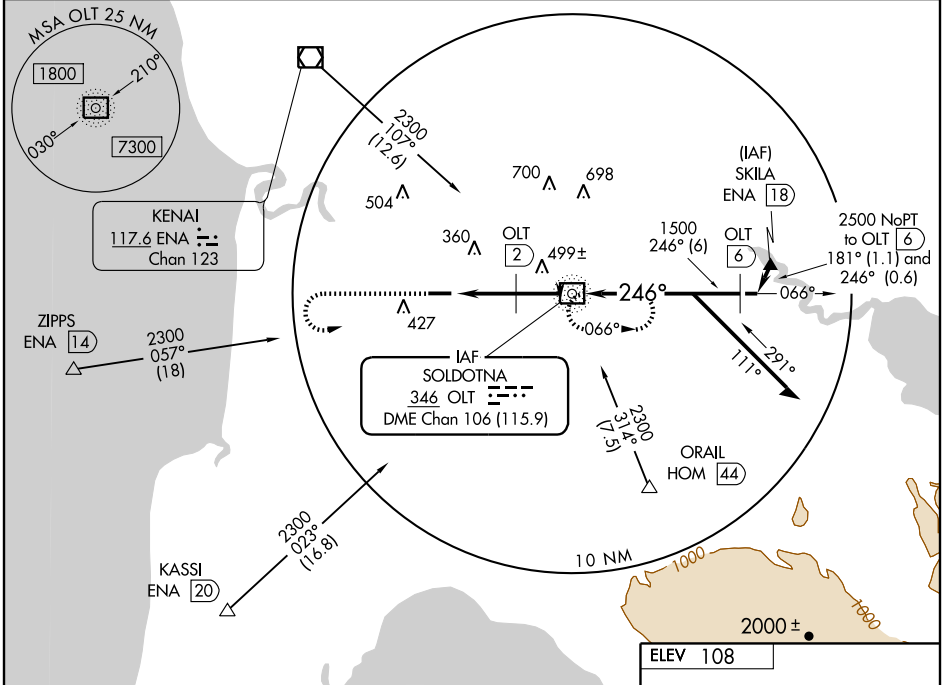 MSA OLT 25 NM
1800
210°
030°
7300
2300
107°
(12.6)
KENAI
117.6 ENA
Chan 123
504
700
698
360
499±
427
OLT
2
(IAF)
SKILA
ENA 18
OLT
6
1500
246° (6)
2500 NoPT
to OLT 6
181° (1.1) and
246° (0.6)
246°
066°
066°
291°
111°
ZIPPS
ENA 14
2300
057°
(18)
IAF
SOLDOTNA
346 OLT
DME Chan 106 (115.9)
2300
314°
(7.5)
ORAIL
HOM 44
2300
023°
(16.8)
KASSI
ENA 20
10 NM
1000
1000
2000 ±
ELEV 108